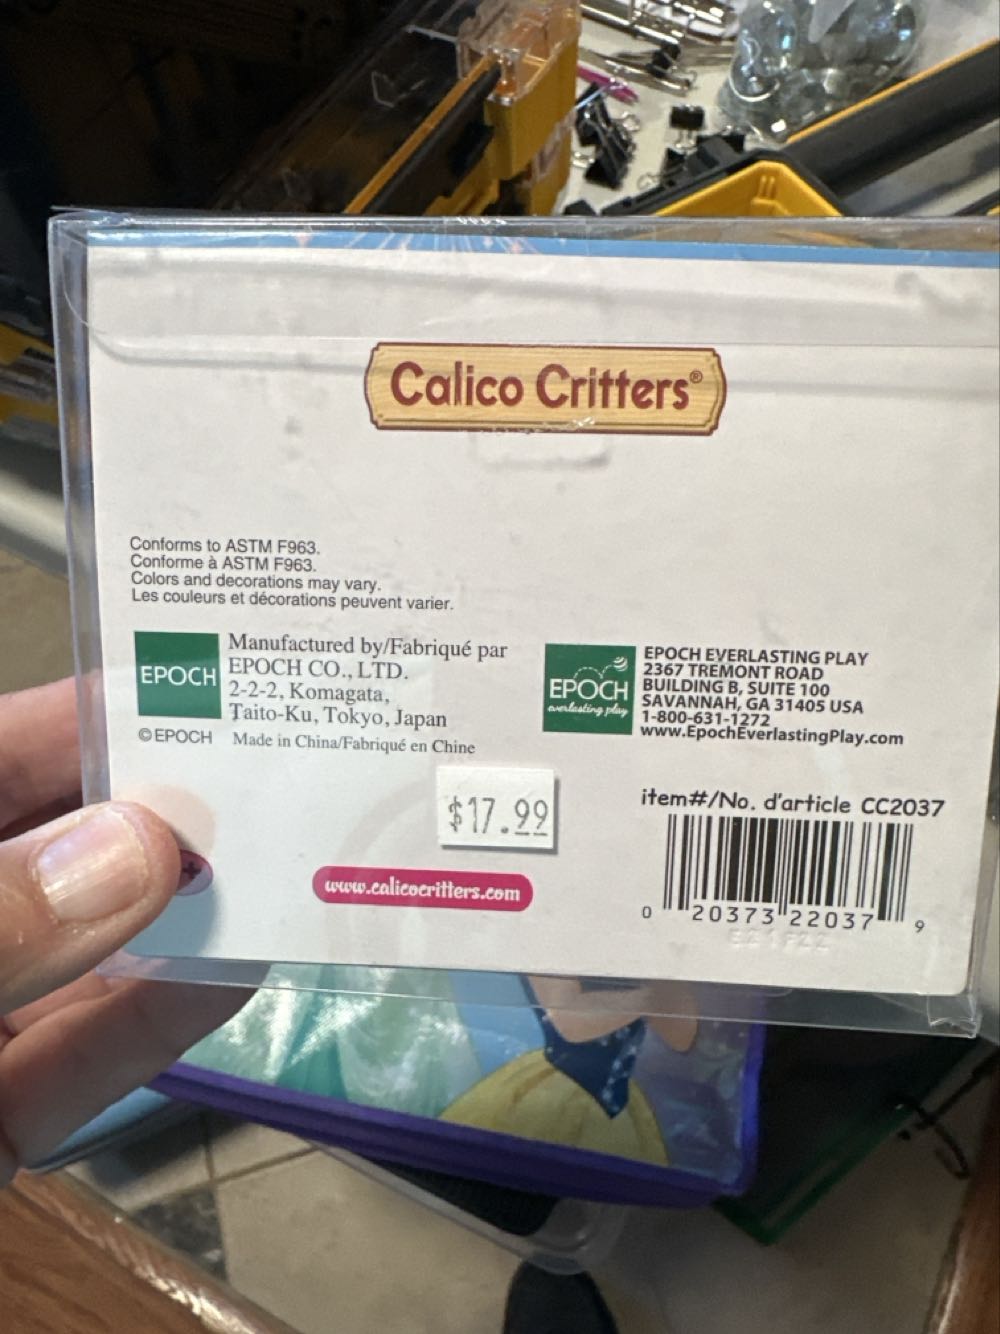 Calico Critters®
Conforms to ASTM F963.
Conforme à ASTM F963.
Colors and decorations may vary.
Les couleurs et décorations peuvent varier.
EPOCH
Manufactured by/Fabriqué par
EPOCH CO., LTD.
2-2-2, Komagata,
Taito-Ku, Tokyo, Japan
©EPOCH
Made in China/Fabriqué en Chine
EPOCH
everlasting play
EPOCH EVERLASTING PLAY
2367 TREMONT ROAD
BUILDING B, SUITE 100
SAVANNAH, GA 31405 USA
1-800-631-1272
www.EpochEverlastingPlay.com
$17.99
item#/No. d'article CC2037
0 20373 22037 9
www.calicocritters.com